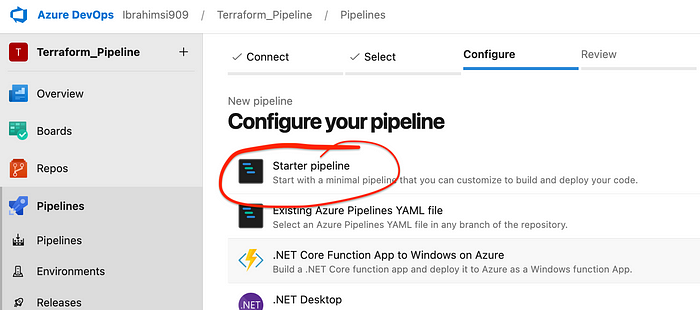 Azure DevOps Ibrahimsi909 / Terraform_Pipeline / Pipelines
T Terraform_Pipeline +
Connect
Select
Configure
Review
Overview
Boards
Repos
Pipelines
Pipelines
Environments
Releases
New pipeline
Configure your pipeline
Starter pipeline
Start with a minimal pipeline that you can customize to build and deploy your code.
Existing Azure Pipelines YAML file
Select an Azure Pipelines YAML file in any branch of the repository.
.NET Core Function App to Windows on Azure
Build a .NET Core function app and deploy it to Azure as a Windows function App.
.NET
.NET Desktop